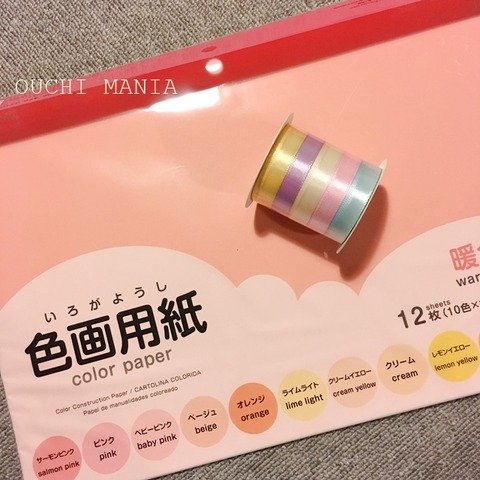 OUCHI MANIA
いろがようし
色画用紙
color paper
Color Construction Paper / CARTOLINA COLORIDA
Papel de manualidades coloreado
暖
war
sheets
12枚(10色×
サーモンピンク
salmon pink
ピンク
pink
ベビーピンク
baby pink
ベージュ
beige
オレンジ
orange
ライムライト
lime light
クリームイエロー
cream yellow
クリーム
cream
レモンイエロー
lemon yellow